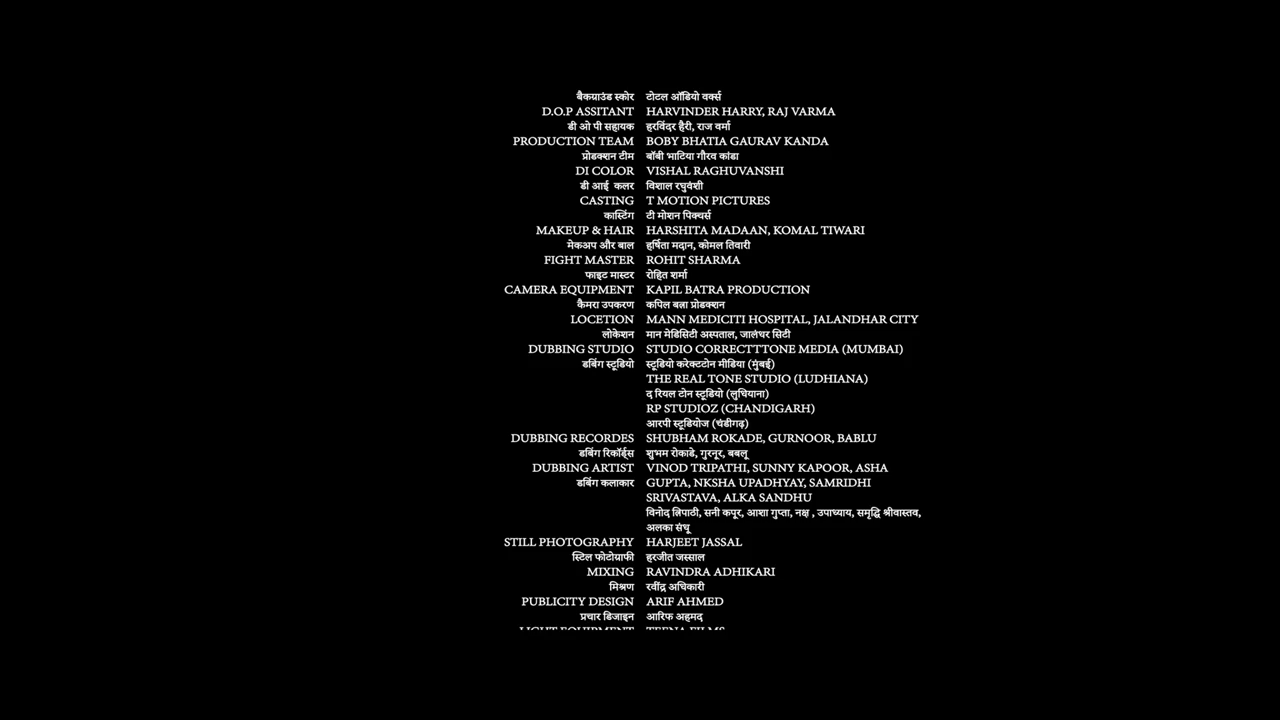 बैकग्राउंड स्कोर टोटल ऑडियो वर्क्स
D.O.P ASSITANT HARVINDER HARRY, RAJ VARMA
डी ओ पी सहायक हरविंदर हैरी, राज वर्मा
PRODUCTION TEAM BOBY BHATIA GAURAV KANDA
प्रोडक्शन टीम बॉबी भाटिया गौरव कांडा
DI COLOR VISHAL RAGHUVANSHI
डी आई कलर विशाल रघुवंशी
CASTING T MOTION PICTURES
कास्टिंग टी मोशन पिक्चर्स
MAKEUP & HAIR HARSHITA MADAAN, KOMAL TIWARI
मेकअप और बाल हर्षिता मदान, कोमल तिवारी
FIGHT MASTER ROHIT SHARMA
फाइट मास्टर रोहित शर्मा
CAMERA EQUIPMENT KAPIL BATRA PRODUCTION
कैमरा उपकरण कपिल बत्रा प्रोडक्शन
LOCETION MANN MEDICITI HOSPITAL, JALANDHAR CITY
लोकेशन मान मेडिसिटी अस्पताल, जालंधर सिटी
DUBBING STUDIO STUDIO CORRECTTTONE MEDIA (MUMBAI)
डबिंग स्टूडियो स्टूडियो करेक्टटोन मीडिया (मुंबई)
THE REAL TONE STUDIO (LUDHIANA)
द रियल टोन स्टूडियो (लुधियाना)
RP STUDIOZ (CHANDIGARH)
आरपी स्टूडियोज (चंडीगढ़)
DUBBING RECORDES SHUBHAM ROKADE, GURNOOR, BABLU
डबिंग रिकॉर्ड्स शुभम रोकाडे, गुरनूर, बबलू
DUBBING ARTIST VINOD TRIPATHI, SUNNY KAPOOR, ASHA
डबिंग कलाकार GUPTA, NKSHA UPADHYAY, SAMRIDHI
SRIVASTAVA, ALKA SANDHU
विनोद त्रिपाठी, सनी कपूर, आशा गुप्ता, नक्ष , उपाध्याय, समृद्धि श्रीवास्तव,
अलका संधू
STILL PHOTOGRAPHY HARJEET JASSAL
स्टिल फोटोग्राफी हरजीत जस्साल
MIXING RAVINDRA ADHIKARI
मिश्रण रवींद्र अधिकारी
PUBLICITY DESIGN ARIF AHMED
प्रचार डिजाइन आरिफ अहमद
LIGHT EQUIPMENT TEENA FILMS